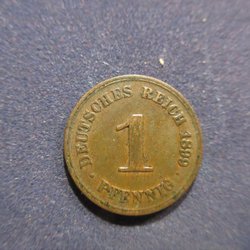 DEUTSCHES REICH 1899
1
PFENNIG